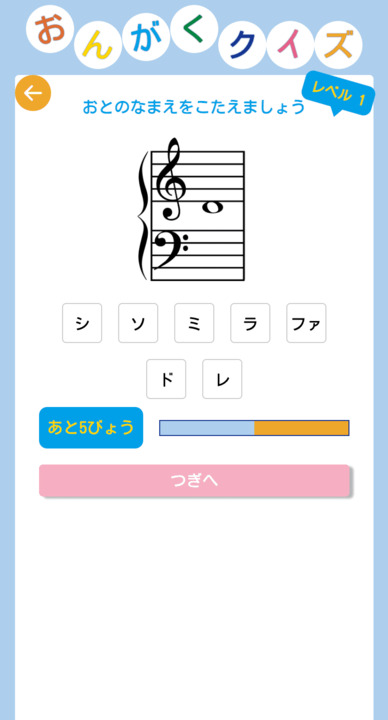 おんがくクイズ
レベル 1
おとのなまえをこたえましょう
シ ソ ミ ラ ファ
ド レ
あと5びょう
つぎへ